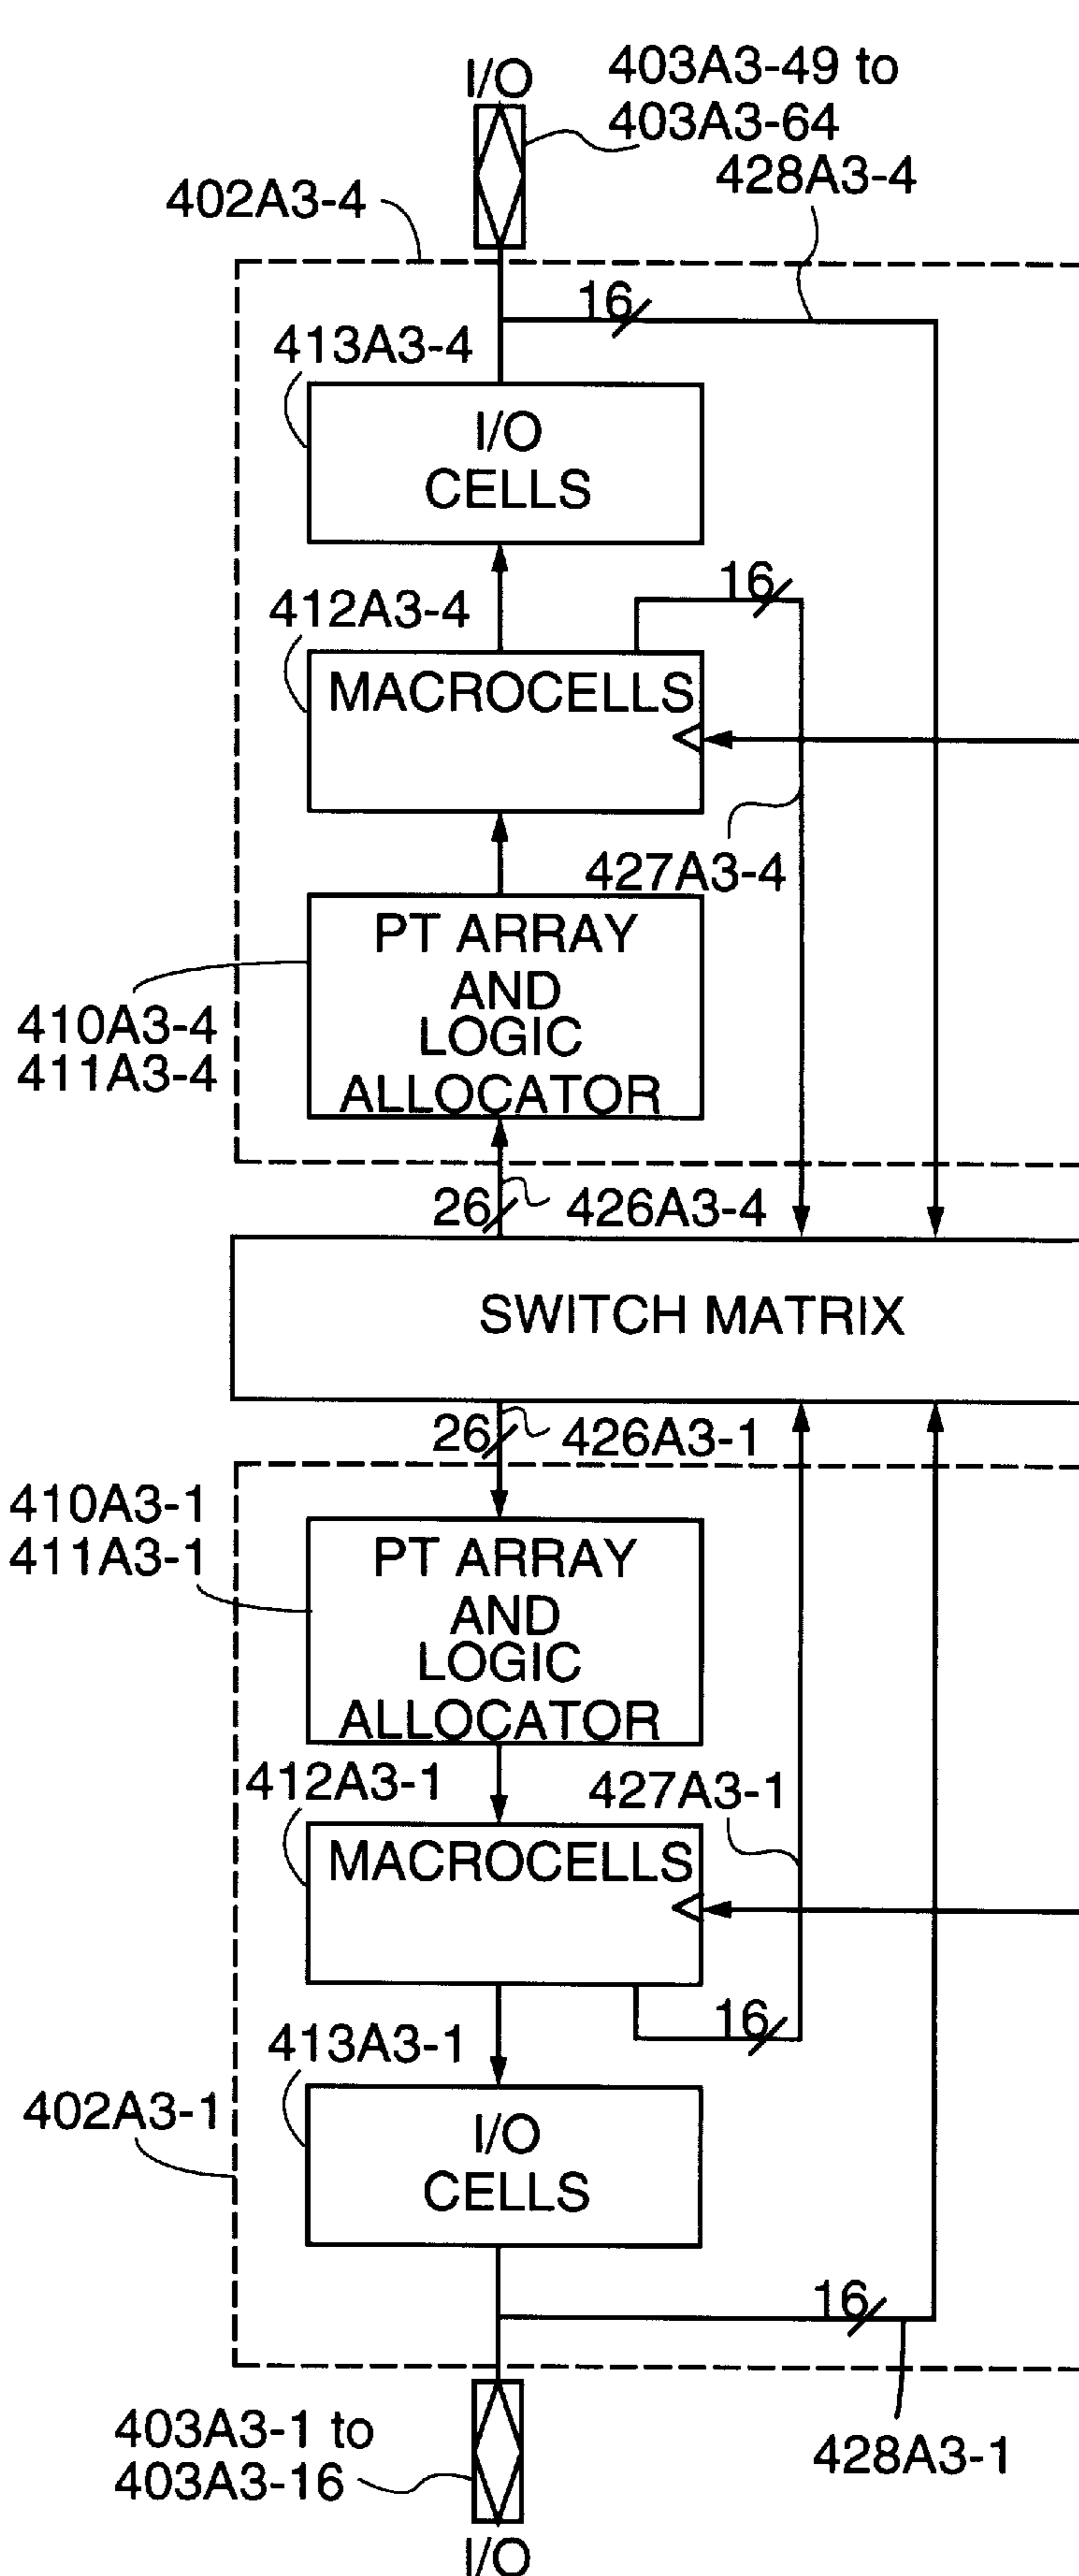 I/O
403A3-49 to
403A3-64
428A3-4
402A3-4
16
413A3-4
I/O
CELLS
16
412A3-4
MACROCELLS
427A3-4
PT ARRAY
AND
LOGIC
ALLOCATOR
410A3-4
411A3-4
26
426A3-4
SWITCH MATRIX
26
426A3-1
410A3-1
411A3-1
PT ARRAY
AND
LOGIC
ALLOCATOR
412A3-1
427A3-1
MACROCELLS
16
413A3-1
402A3-1
I/O
CELLS
16
403A3-1 to
403A3-16
428A3-1
I/O